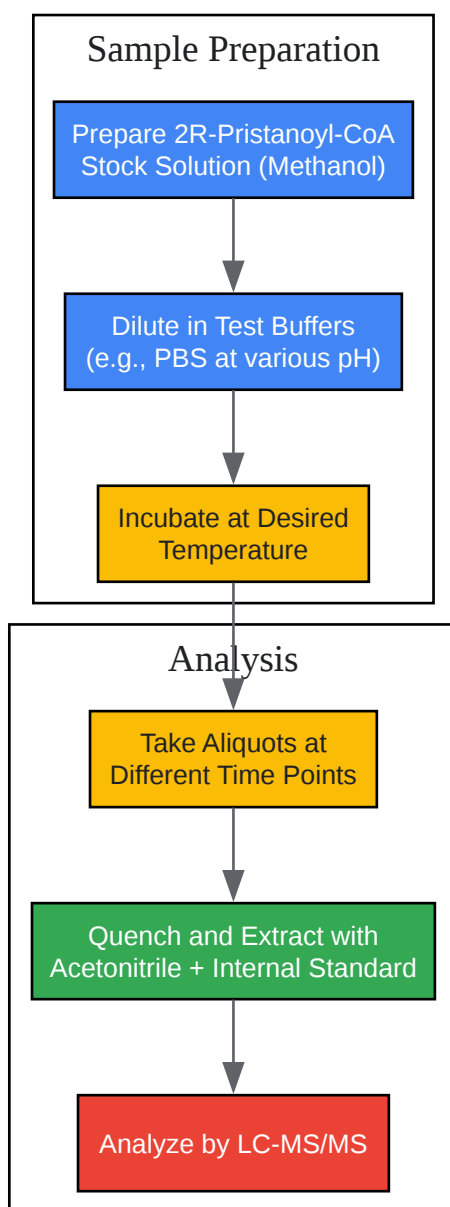 Sample Preparation
Prepare 2R-Pristanoyl-CoA
Stock Solution (Methanol)
Dilute in Test Buffers
(e.g., PBS at various pH)
Incubate at Desired
Temperature
Analysis
Take Aliquots at
Different Time Points
Quench and Extract with
Acetonitrile + Internal Standard
Analyze by LC-MS/MS